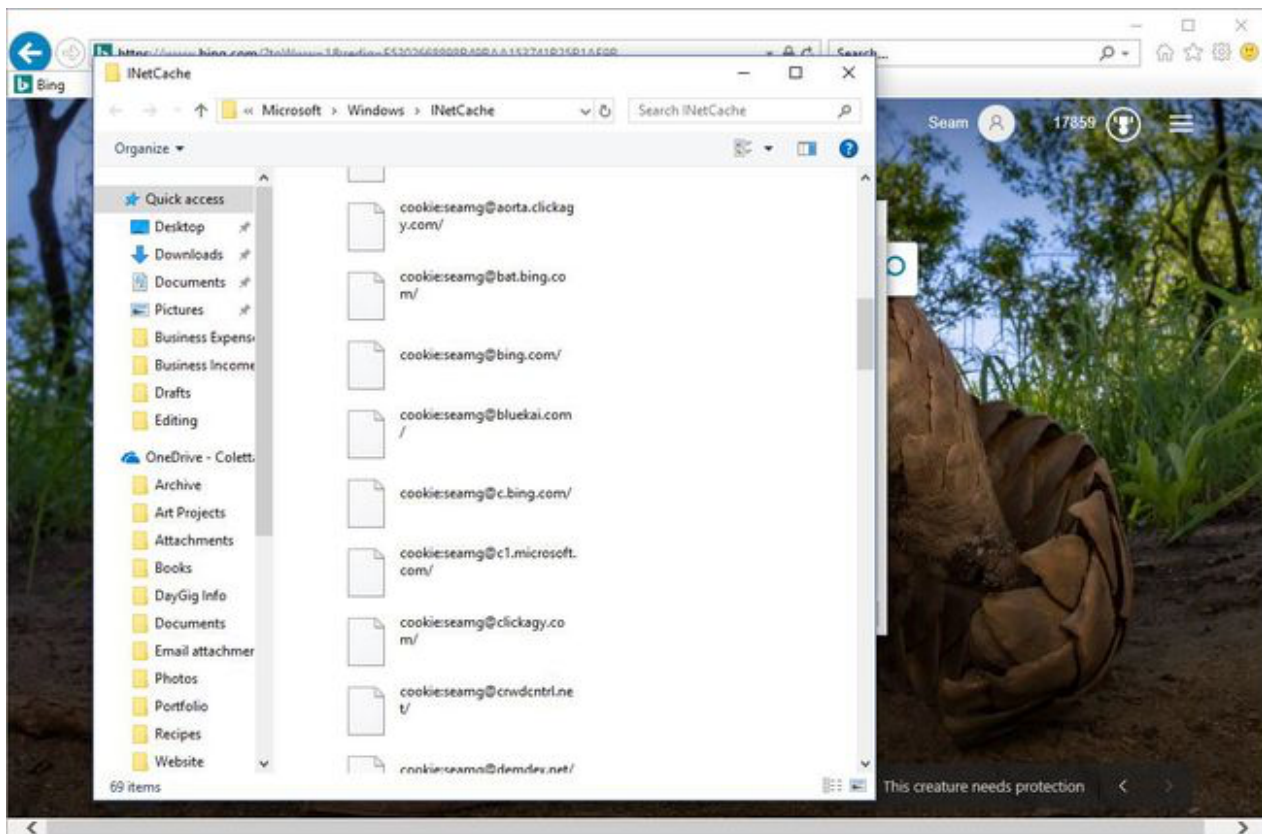 Search...
Bing
INetCache
« Microsoft > Windows > INetCache
Search INetCache
Seam
17859
Organize
Quick access
Desktop
Downloads
Documents
Pictures
Business Expens
Business Income
Drafts
Editing
OneDrive - Colett
Archive
Art Projects
Attachments
Books
DayGig Info
Documents
Email attachmer
Photos
Portfolio
Recipes
Website
cookie:seamg@aorta.clickag
y.com/
cookie:seamg@bat.bing.co
m/
cookie:seamg@bing.com/
cookie:seamg@bluekai.com
/
cookie:seamg@c.bing.com/
cookie:seamg@c1.microsoft.
com/
cookie:seamg@clickagy.co
m/
cookie:seamg@crwdcntrl.ne
t/
cookie:seamg@demdex.net/
69 items
This creature needs protection